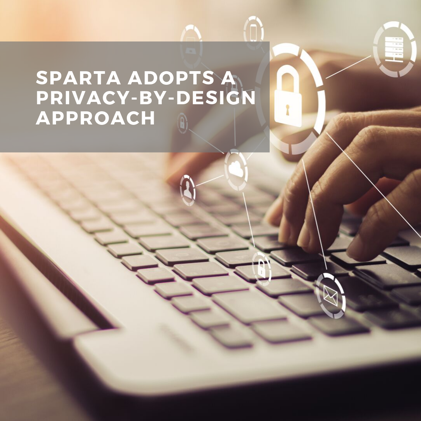 SPARTA ADOPTS A
PRIVACY-BY-DESIGN
APPROACH